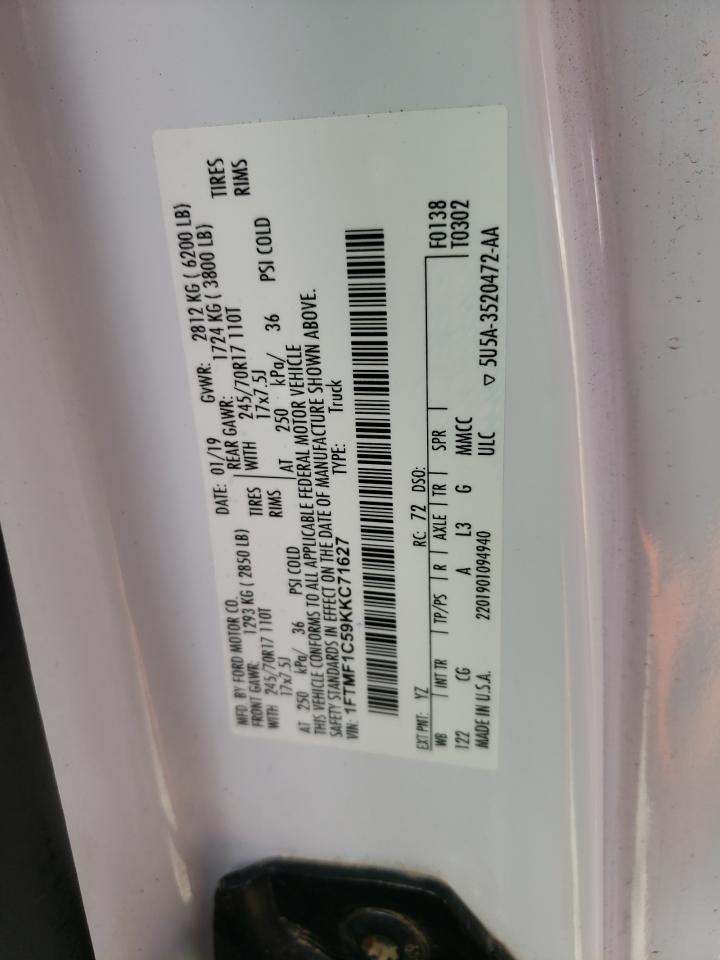 MFD. BY FORD MOTOR CO. DATE: 01/19 GVWR: 2812 KG ( 6200 LB)
FRONT GAWR: 1293 KG ( 2850 LB) REAR GAWR: 1724 KG ( 3800 LB)
WITH 245/70R17 110T TIRES WITH 245/70R17 110T TIRES
17x7.5J RIMS 17x7.5J RIMS
AT 250 kPa/ 36 PSI COLD AT 250 kPa/ 36 PSI COLD
THIS VEHICLE CONFORMS TO ALL APPLICABLE FEDERAL MOTOR VEHICLE
SAFETY STANDARDS IN EFFECT ON THE DATE OF MANUFACTURE SHOWN ABOVE.
VIN: 1FTMF1C59KKC71627 TYPE: Truck
EXT PNT: YZ RC: 72 DSO: F0138
WB INT TR TP/PS R AXLE TR SPR T0302
122 CG A L3 G MMCC
MADE IN U.S.A. 2201901094940 ULC ▽ 5U5A-3520472-AA